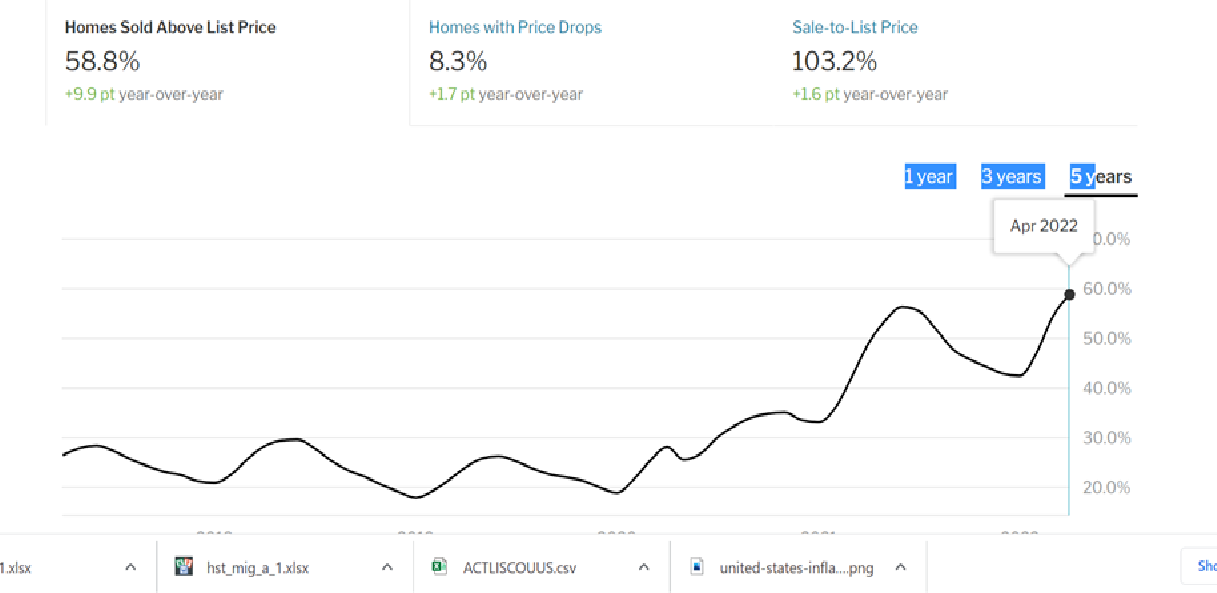 Homes Sold Above List Price
58.8%
+9.9 pt year-over-year
Homes with Price Drops
8.3%
+1.7 pt year-over-year
Sale-to-List Price
103.2%
+1.6 pt year-over-year
1 year 3 years 5 years
Apr 2022
0.0%
60.0%
50.0%
40.0%
30.0%
20.0%
1.xlsx
hst_mig_a_1.xlsx
ACTLISCOUUS.csv
united-states-infla....png